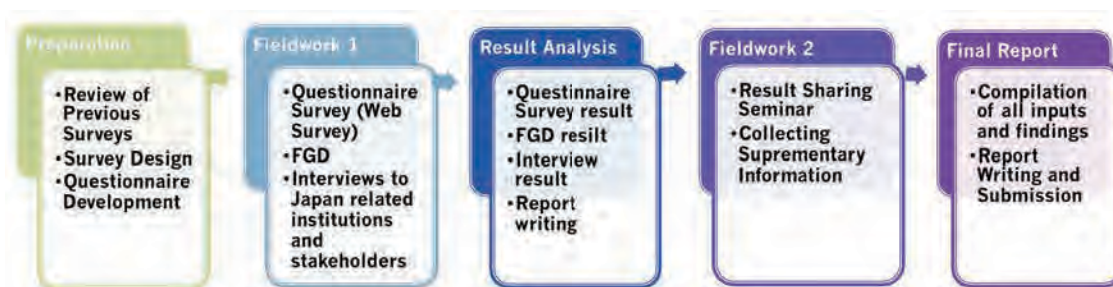 Preparation
•Review of
Previous
Surveys
•Survey Design
•Questionnaire
Development
Fieldwork 1
•Questionnaire
Survey (Web
Survey)
•FGD
•Interviews to
Japan related
institutions
and
stakeholders
Result Analysis
•Questinnaire
Survey result
•FGD resilt
•Interview
result
•Report
writing
Fieldwork 2
•Result Sharing
Seminar
•Collecting
Suprementary
Information
Final Report
•Compilation
of all inputs
and findings
•Report
Writing and
Submission